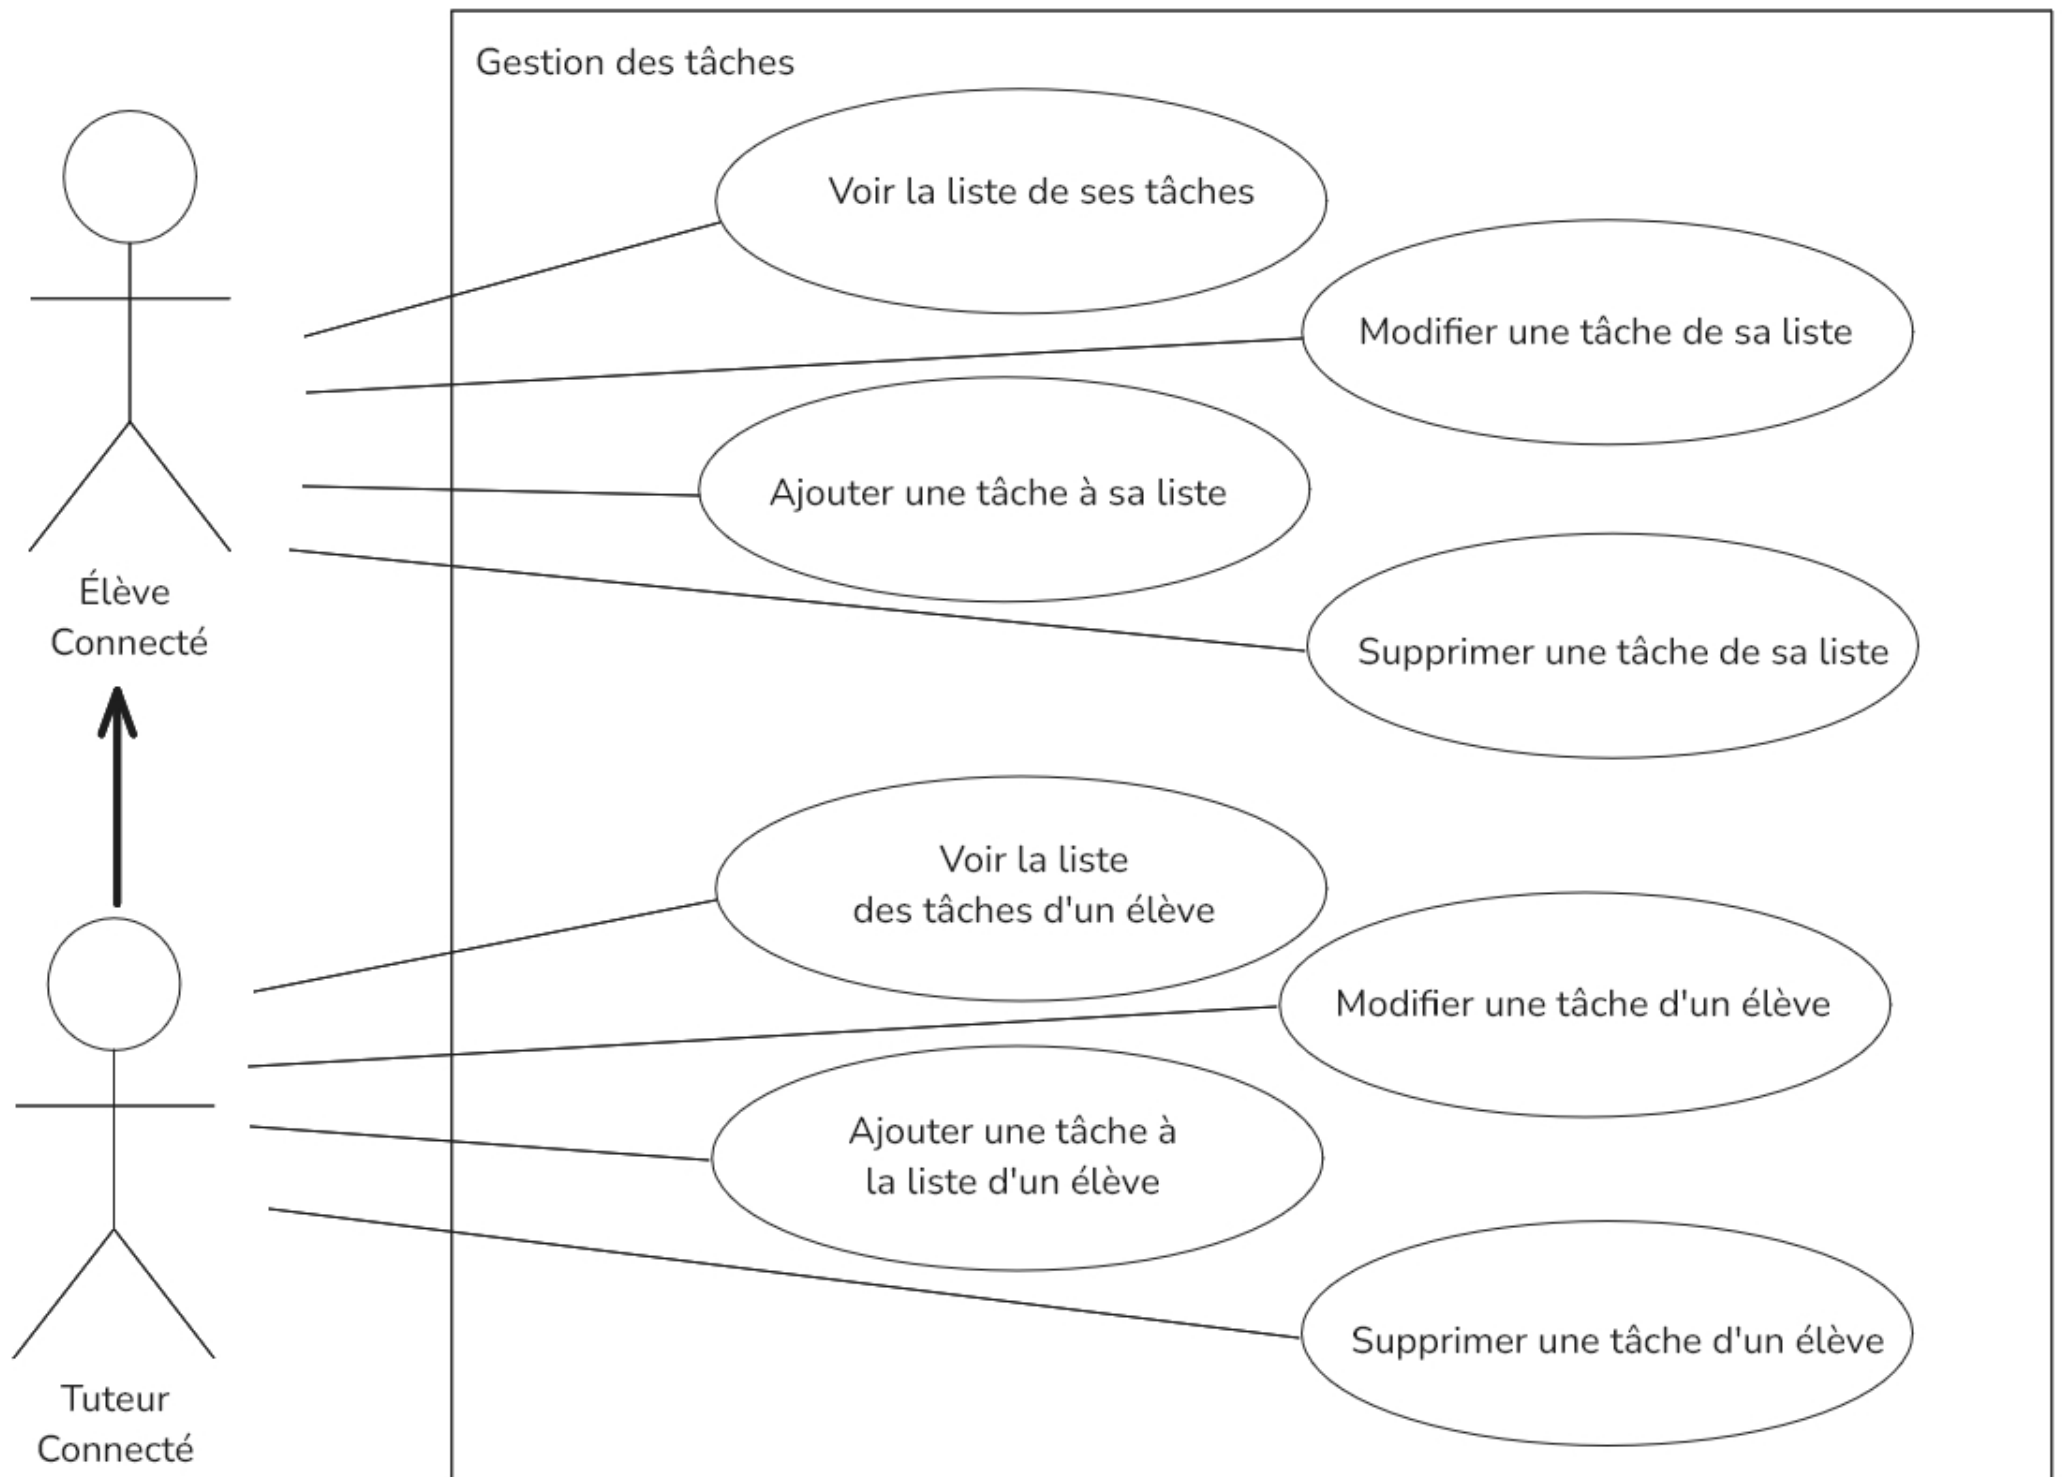 Gestion des tâches
Voir la liste de ses tâches
Modifier une tâche de sa liste
Ajouter une tâche à sa liste
Supprimer une tâche de sa liste
Élève
Connecté
Voir la liste
des tâches d'un élève
Modifier une tâche d'un élève
Ajouter une tâche à
la liste d'un élève
Supprimer une tâche d'un élève
Tuteur
Connecté